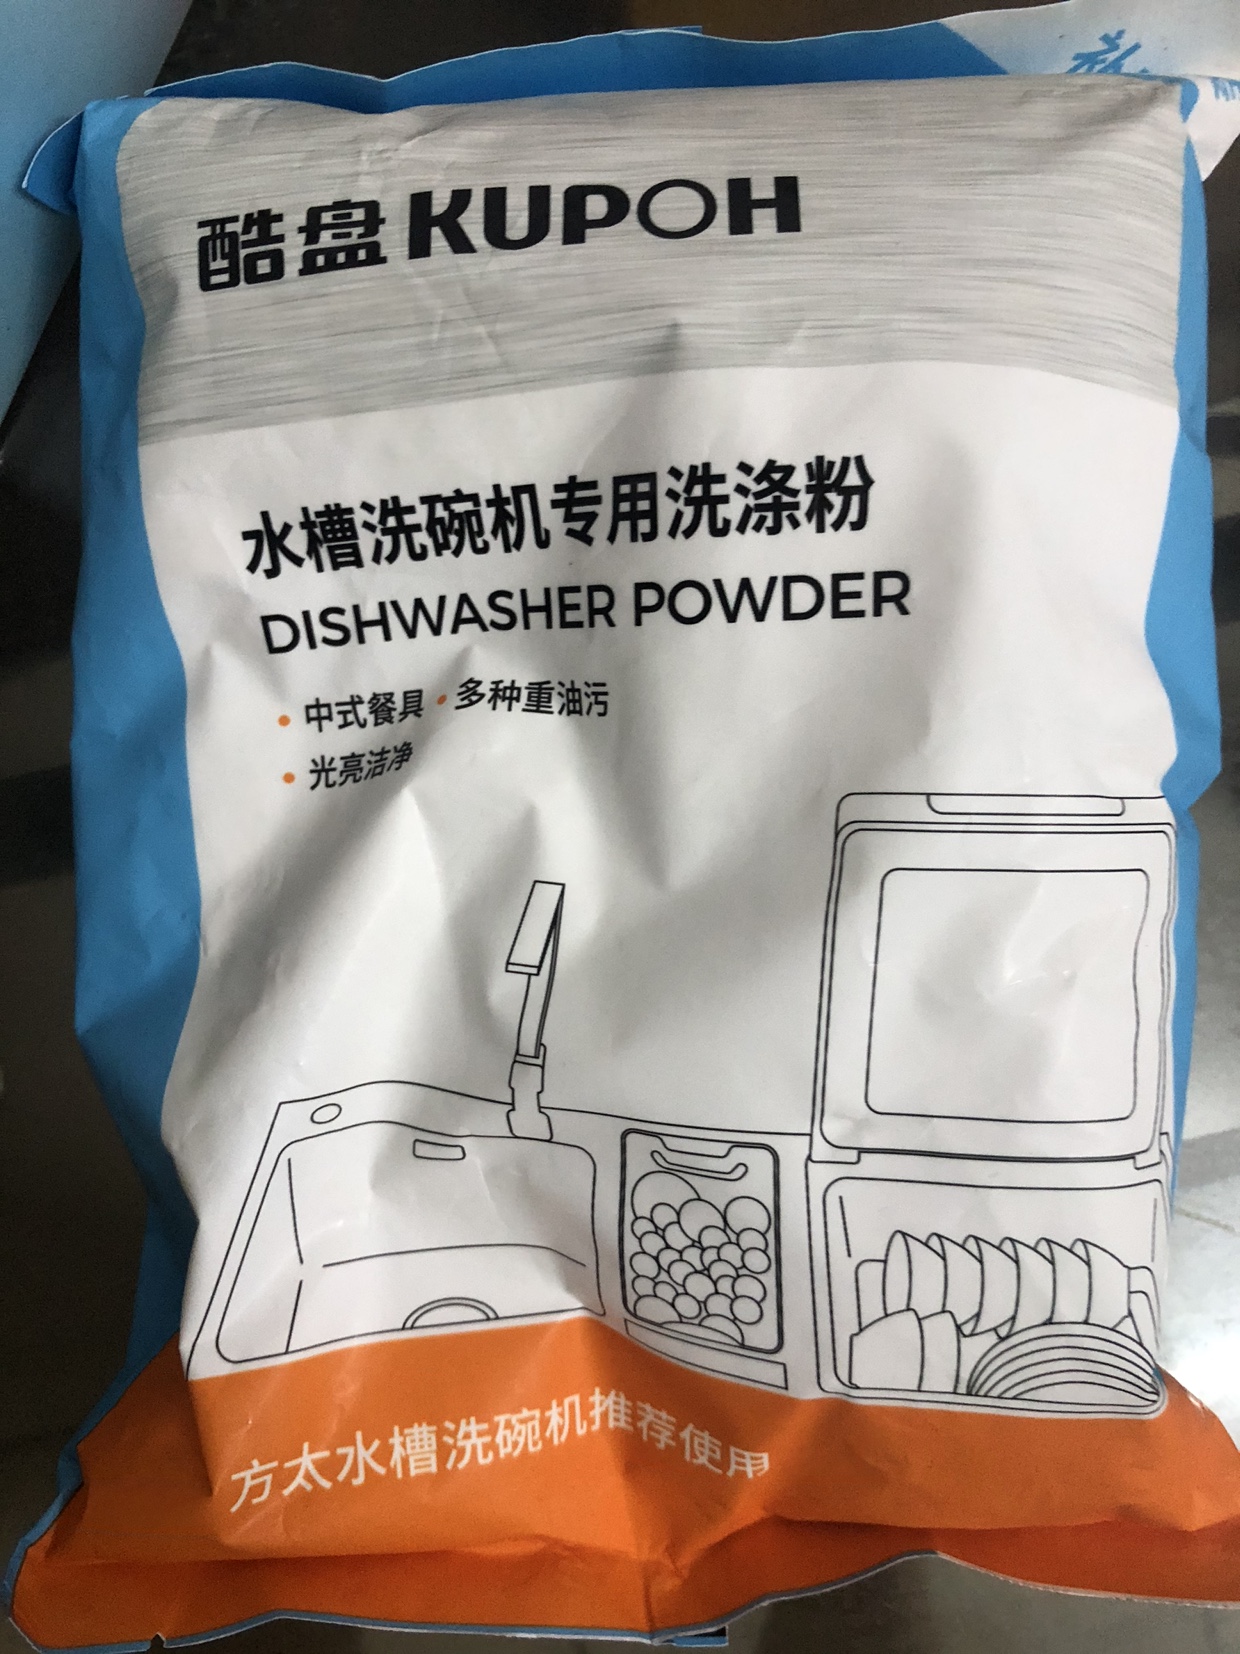 酷盘 KUPOH
水槽洗碗机专用洗涤粉
DISHWASHER POWDER
• 中式餐具 • 多种重油污
• 光亮洁净
方太水槽洗碗机推荐使用